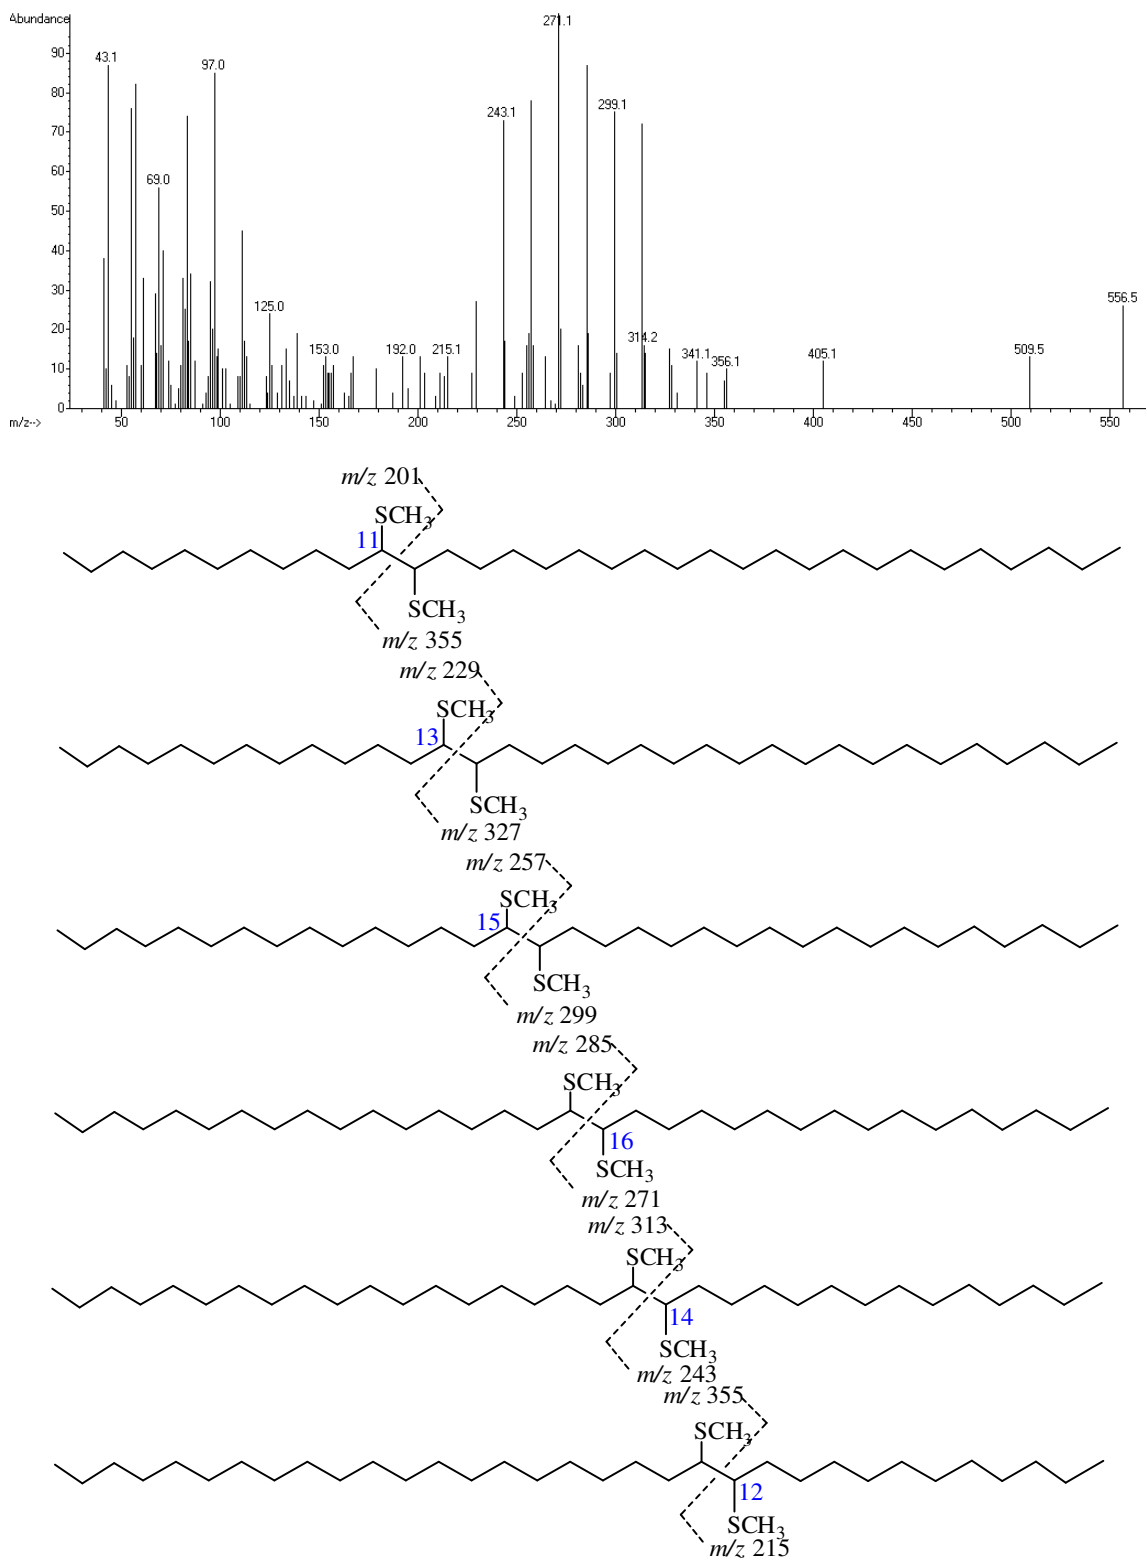 Abundance
271.1
90
43.1
97.0
80
299.1
243.1
70
60
69.0
50
40
30
125.0
556.5
20
314.2
153.0
192.0
215.1
341.1
356.1
405.1
509.5
10
0
m/z-->
50 100 150 200 250 300 350 400 450 500 550
m/z 201
SCH3
11
SCH3
m/z 355
m/z 229
SCH3
13
SCH3
m/z 327
m/z 257
SCH3
15
SCH3
m/z 299
m/z 285
SCH3
16
SCH3
m/z 271
m/z 313
SCH3
14
SCH3
m/z 243
m/z 355
SCH3
12
SCH3
m/z 215